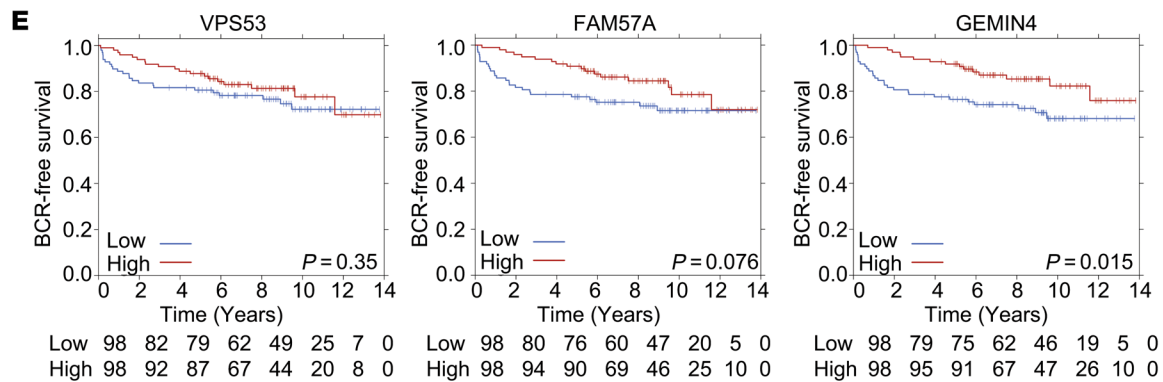 E
VPS53
FAM57A
GEMIN4
BCR-free survival
1.0
0.8
0.6
0.4
0.2
0.0
Low
High
P = 0.35
0 2 4 6 8 10 12 14
Time (Years)
Low 98 82 79 62 49 25 7 0
High 98 92 87 67 44 20 8 0
BCR-free survival
1.0
0.8
0.6
0.4
0.2
0.0
Low
High
P = 0.076
0 2 4 6 8 10 12 14
Time (Years)
Low 98 80 76 60 47 20 5 0
High 98 94 90 69 46 25 10 0
BCR-free survival
1.0
0.8
0.6
0.4
0.2
0.0
Low
High
P = 0.015
0 2 4 6 8 10 12 14
Time (Years)
Low 98 79 75 62 46 19 5 0
High 98 95 91 67 47 26 10 0